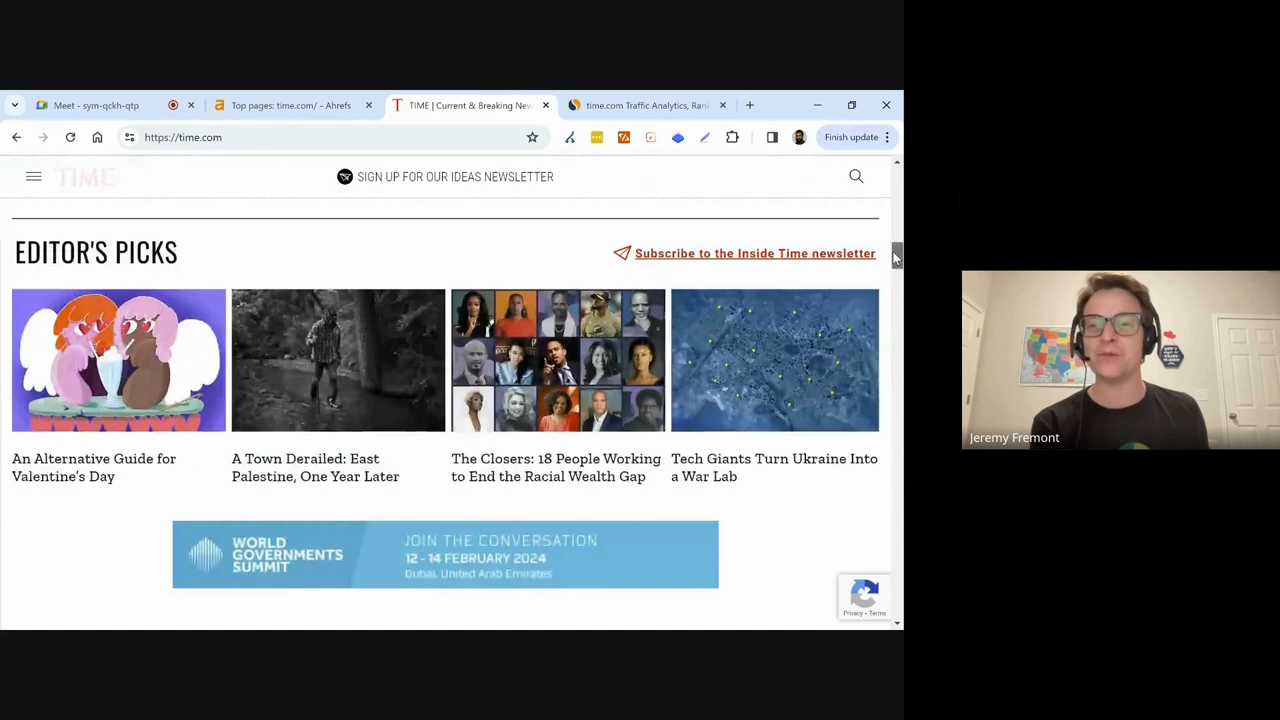 Meet - sym-qckh-qtp
Top pages: time.com/ - Ahrefs
TIME | Current & Breaking New
time.com Traffic Analytics, Rank
https://time.com
Finish update
TIME
SIGN UP FOR OUR IDEAS NEWSLETTER
EDITOR'S PICKS
Subscribe to the Inside Time newsletter
An Alternative Guide for
Valentine's Day
A Town Derailed: East
Palestine, One Year Later
The Closers: 18 People Working
to End the Racial Wealth Gap
Tech Giants Turn Ukraine Into
a War Lab
WORLD
GOVERNMENTS
SUMMIT
JOIN THE CONVERSATION
12 - 14 FEBRUARY 2024
Dubai, United Arab Emirates
Privacy - Terms
Jeremy Fremont